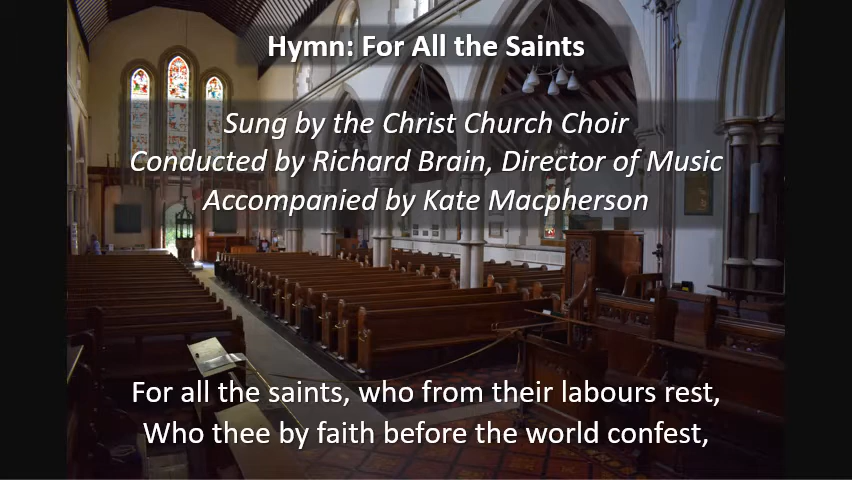 Hymn: For All the Saints
Sung by the Christ Church Choir
Conducted by Richard Brain, Director of Music
Accompanied by Kate Macpherson
For all the saints, who from their labours rest,
Who thee by faith before the world confest,